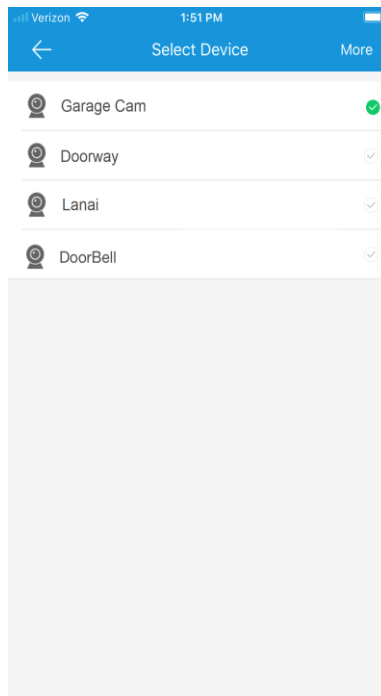 Verizon 1:51 PM
Select Device More
Garage Cam
Doorway
Lanai
DoorBell